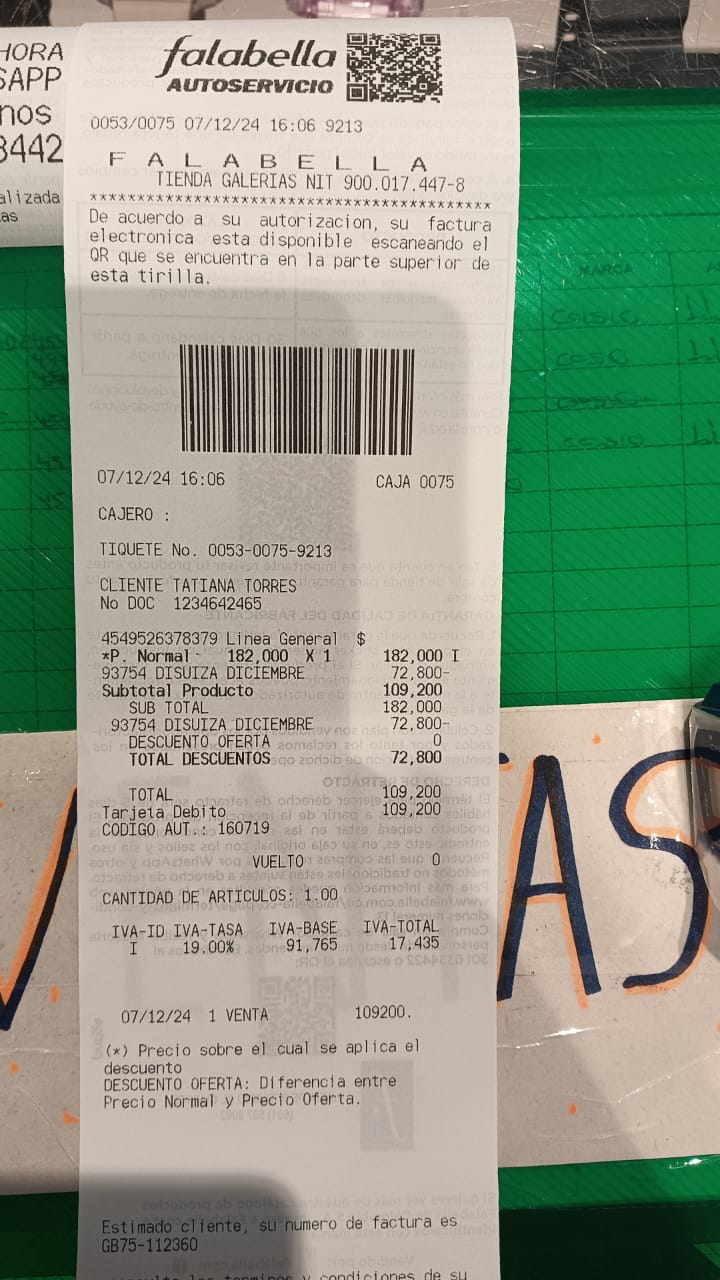 HORA
SAPP
nos
8442
alizada
as
falabella
AUTOSERVICIO
0053/0075 07/12/24 16:06 9213
F A L A B E L L A
TIENDA GALERIAS NIT 900.017.447-8
******************************************
De acuerdo a su autorizacion, su factura
electronica esta disponible escaneando el
QR que se encuentra en la parte superior de
esta tirilla.
07/12/24 16:06 CAJA 0075
CAJERO :
TIQUETE No. 0053-0075-9213
CLIENTE TATIANA TORRES
No DOC 1234642465
4549526378379 Linea General $
*P. Normal - 182,000 X 1 182,000 I
93754 DISUIZA DICIEMBRE 72,800-
Subtotal Producto 109,200
SUB TOTAL 182,000
93754 DISUIZA DICIEMBRE 72,800-
DESCUENTO OFERTA 0
TOTAL DESCUENTOS 72,800
TOTAL 109,200
Tarjeta Debito 109,200
CODIGO AUT.: 160719
VUELTO 0
CANTIDAD DE ARTICULOS: 1.00
IVA-ID IVA-TASA IVA-BASE IVA-TOTAL
I 19.00% 91,765 17,435
07/12/24 1 VENTA 109200.
(*) Precio sobre el cual se aplica el
descuento
DESCUENTO OFERTA: Diferencia entre
Precio Normal y Precio Oferta.
Estimado cliente, su numero de factura es
GB75-112360
y condiciones de su
MARCA
CASIO
AS